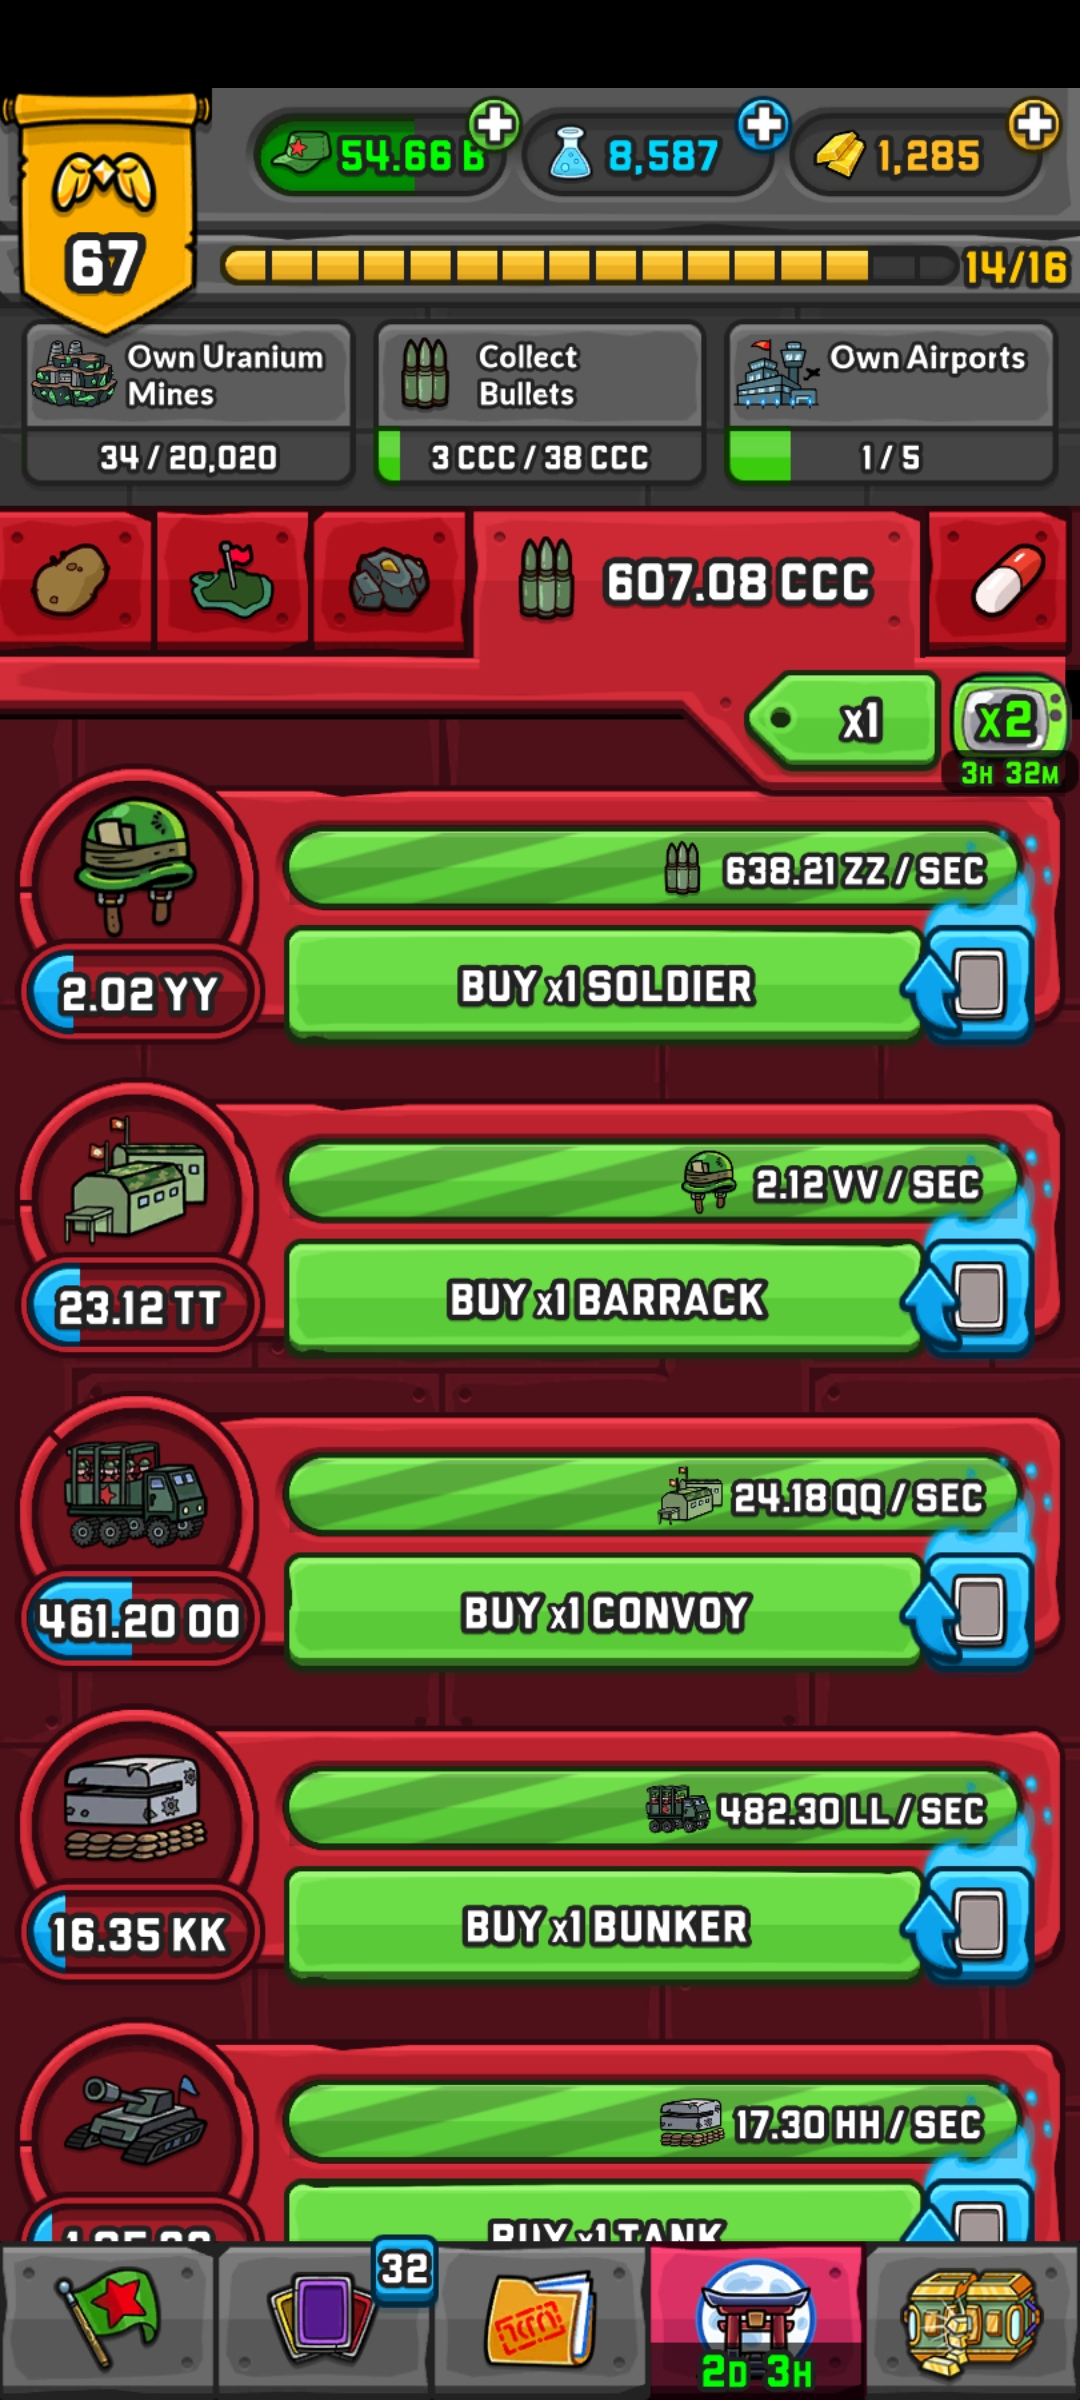 54.66 B
8,587
1,285
67
14/16
Own Uranium
Mines
34 / 20,020
Collect
Bullets
3 CCC / 38 CCC
Own Airports
1 / 5
607.08 CCC
x1
x2
3H 32M
638.21 ZZ / SEC
BUY x1 SOLDIER
2.02 YY
2.12 VV / SEC
BUY x1 BARRACK
23.12 TT
24.18 QQ / SEC
BUY x1 CONVOY
461.20 OO
482.30 LL / SEC
BUY x1 BUNKER
16.35 KK
17.30 HH / SEC
BUY x1 TANK
32
2D 3H